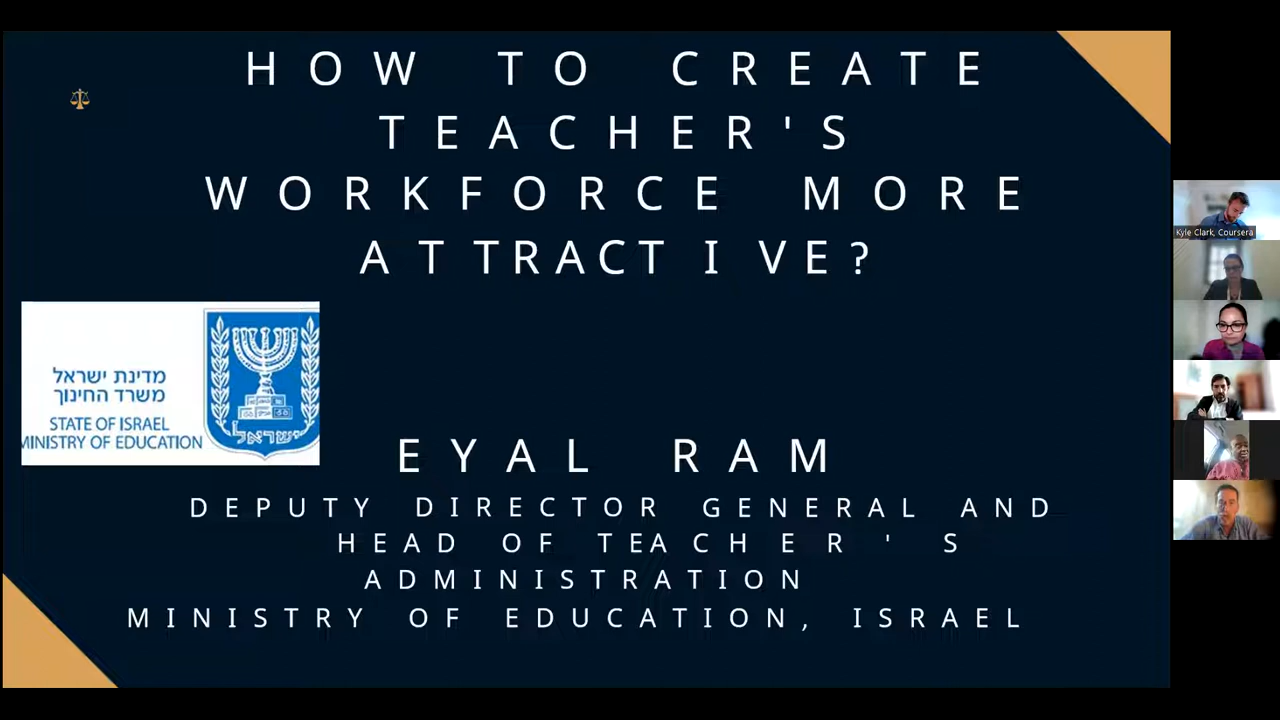 HOW TO CREATE
TEACHER'S
WORKFORCE MORE
ATTRACTIVE?
מדינת ישראל
משרד החינוך
STATE OF ISRAEL
MINISTRY OF EDUCATION
ישראל
EYAL RAM
DEPUTY DIRECTOR GENERAL AND
HEAD OF TEACHER'S
ADMINISTRATION
MINISTRY OF EDUCATION, ISRAEL
Kyle Clark, Coursera